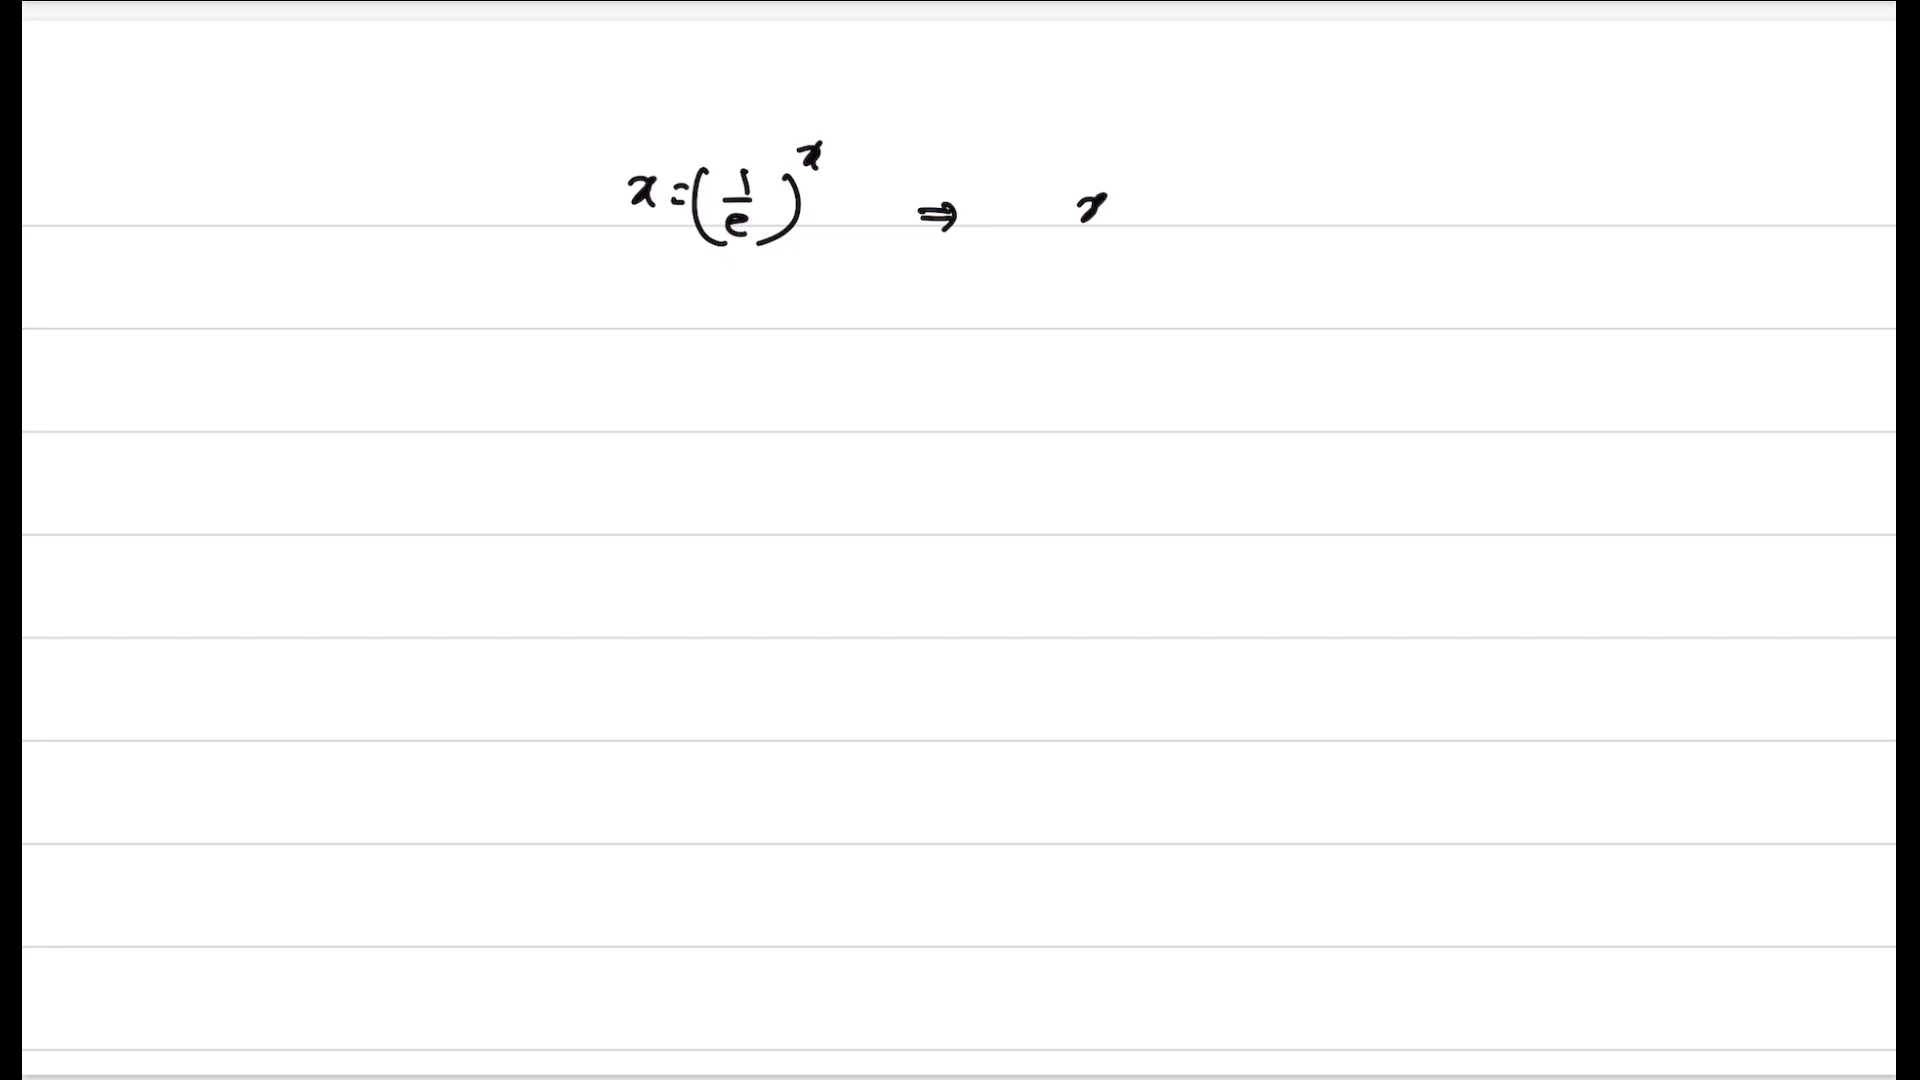 x = (1/e)^x ⇒ x